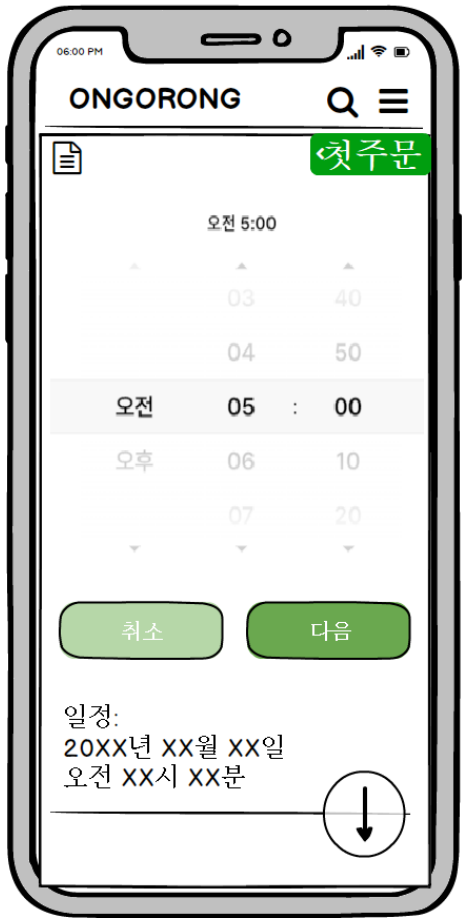 06:00 PM
ONGORONG
<첫주문
오전 5:00
03 40
04 50
오전 05 : 00
오후 06 10
07 20
취소 다음
일정:
20XX년 XX월 XX일
오전 XX시 XX분